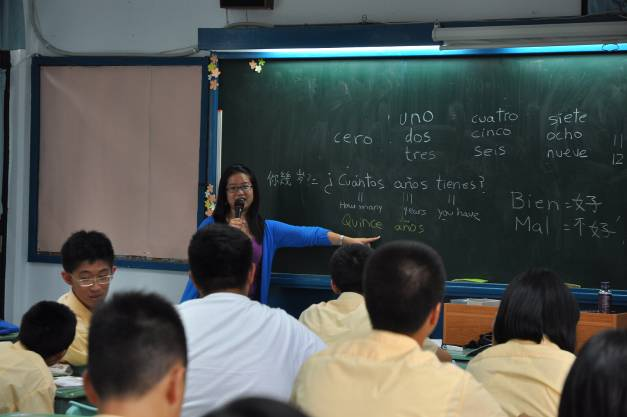 uno cuatro siete
cero dos cinco ocho 11
tres seis nueve 12
你幾歲?= ¿Cuántos años tienes?
How many years you have
Quince años
Bien = 好
Mal = 不好